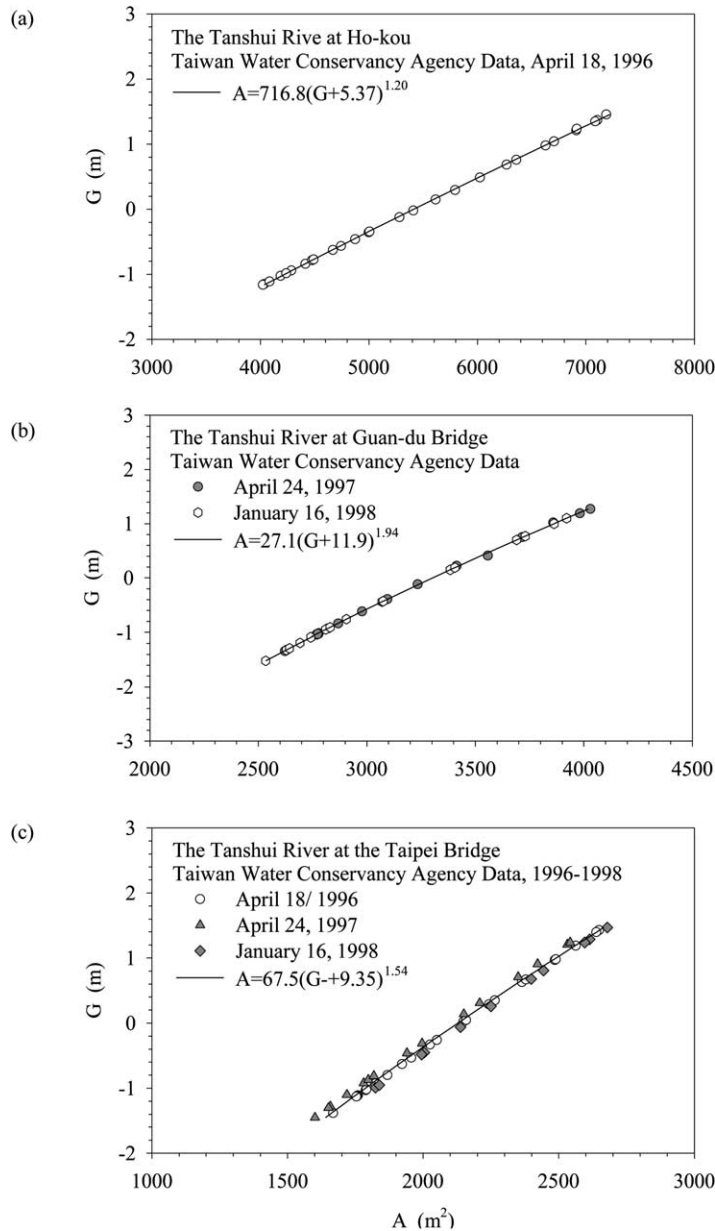 (a)
3
The Tanshui Rive at Ho-kou
Taiwan Water Conservancy Agency Data, April 18, 1996
A=716.8(G+5.37)^1.20
2
1
0
-1
-2
G (m)
3000 4000 5000 6000 7000 8000
(b)
3
The Tanshui River at Guan-du Bridge
Taiwan Water Conservancy Agency Data
April 24, 1997
January 16, 1998
A=27.1(G+11.9)^1.94
2
1
0
-1
-2
-3
G (m)
2000 2500 3000 3500 4000 4500
(c)
3
The Tanshui River at the Taipei Bridge
Taiwan Water Conservancy Agency Data, 1996-1998
April 18/ 1996
April 24, 1997
January 16, 1998
A=67.5(G-+9.35)^1.54
2
1
0
-1
-2
G (m)
1000 1500 2000 2500 3000
A (m²)